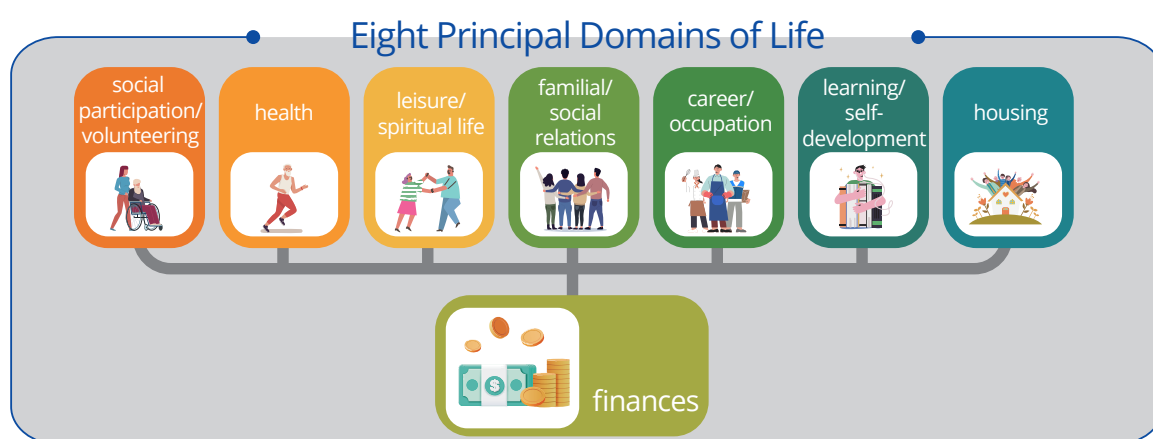 Eight Principal Domains of Life
social
participation/
volunteering
health
leisure/
spiritual life
familial/
social
relations
career/
occupation
learning/
self-
development
housing
$
finances